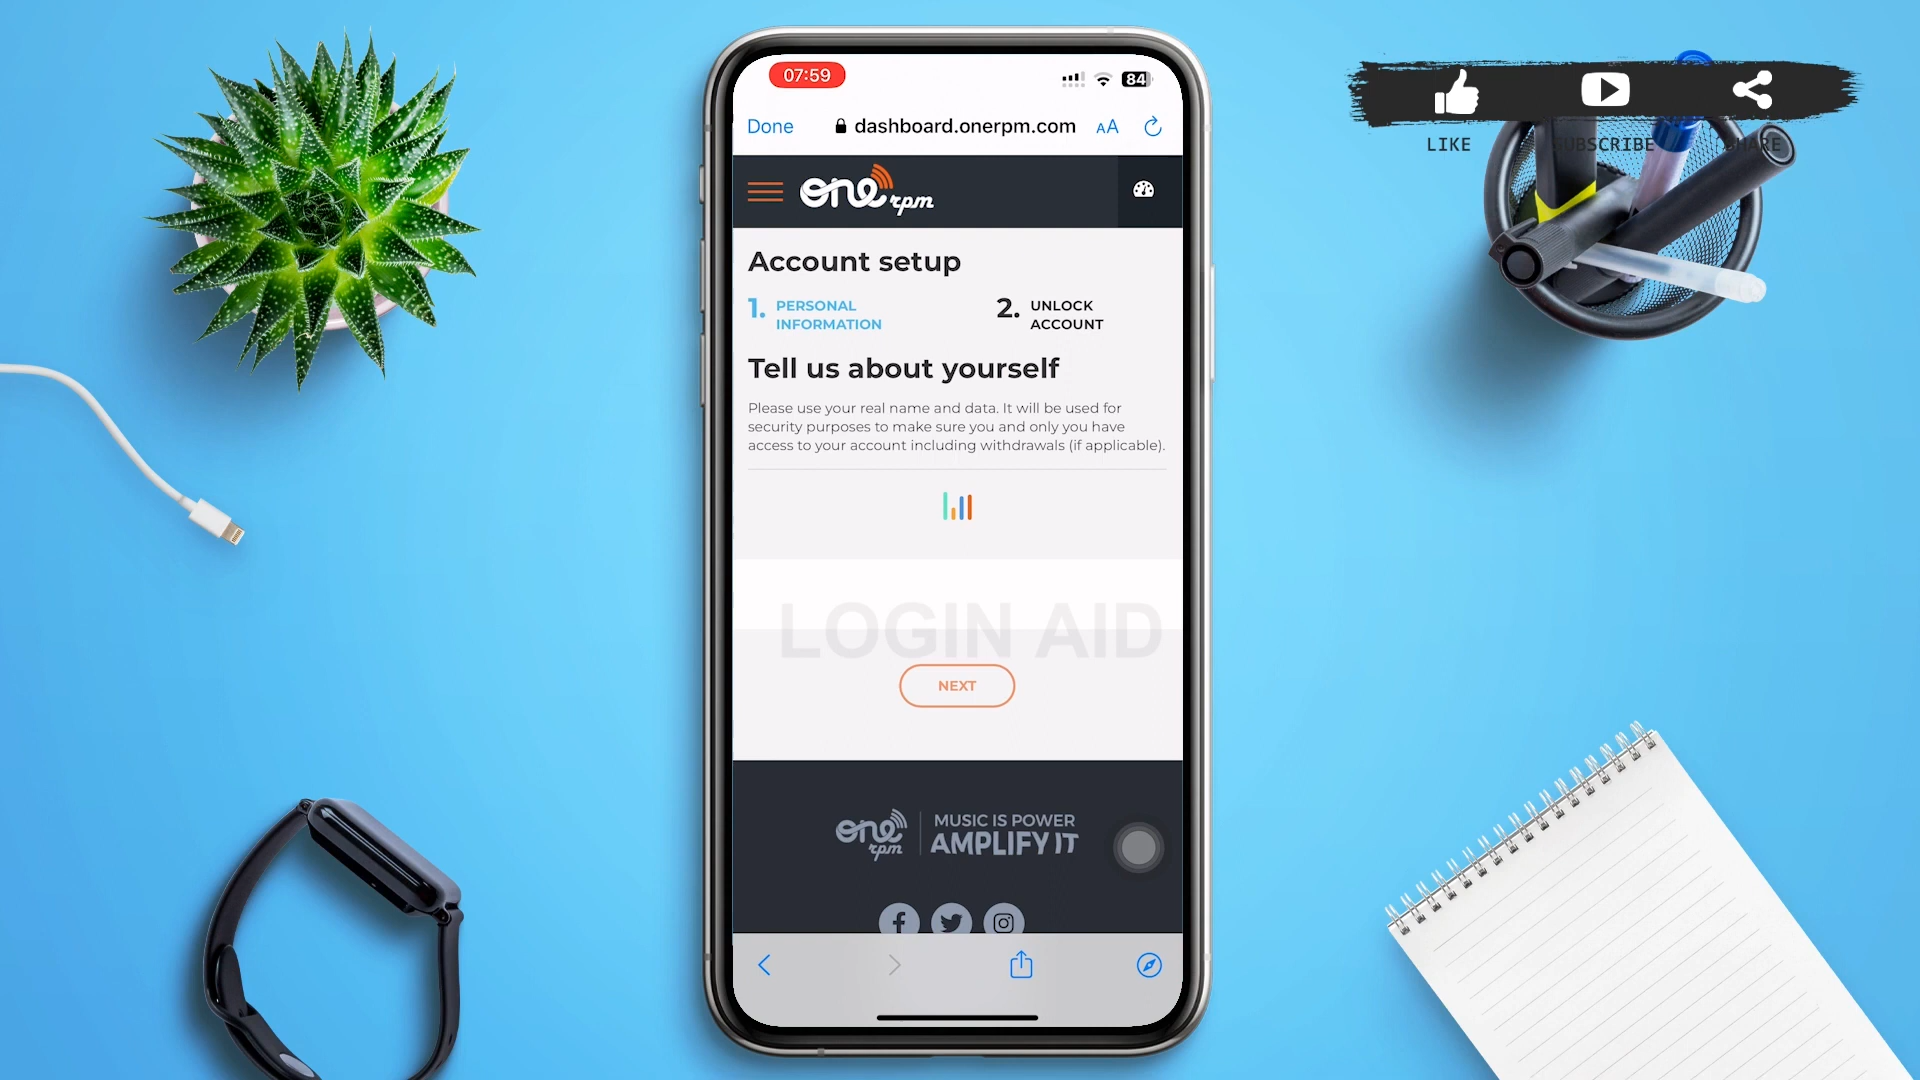 07:59
84
Done
dashboard.onerpm.com
AA
one rpm
LIKE
SUBSCRIBE
SHARE
Account setup
1. PERSONAL INFORMATION
2. UNLOCK ACCOUNT
Tell us about yourself
Please use your real name and data. It will be used for
security purposes to make sure you and only you have
access to your account including withdrawals (if applicable).
LOGIN AID
NEXT
one rpm
MUSIC IS POWER
AMPLIFY IT